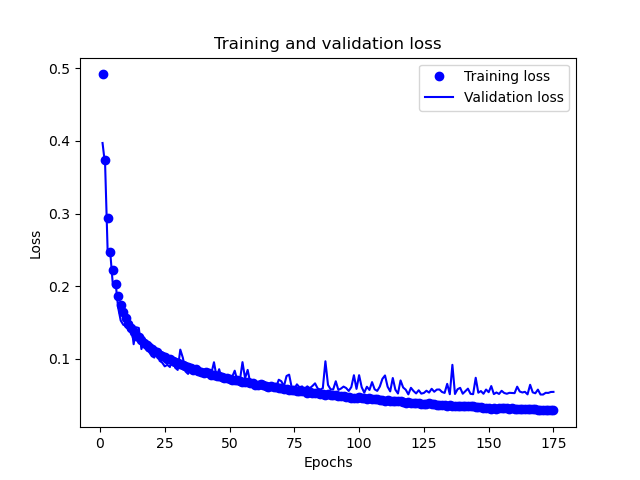 Training and validation loss
Training loss
Validation loss
Loss
0.5
0.4
0.3
0.2
0.1
0 25 50 75 100 125 150 175
Epochs